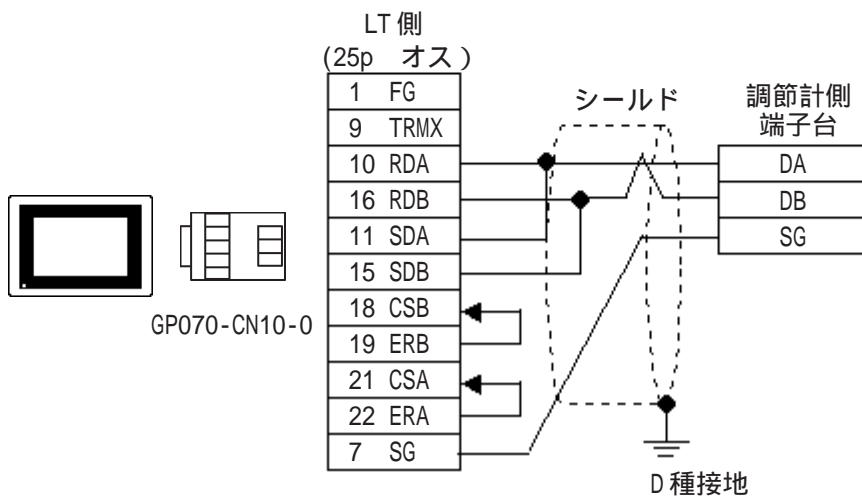 LT 側
(25p オス)
1 FG
9 TRMX
10 RDA
16 RDB
11 SDA
15 SDB
18 CSB
19 ERB
21 CSA
22 ERA
7 SG
GP070-CN10-0
シールド
調節計側
端子台
DA
DB
SG
D 種接地